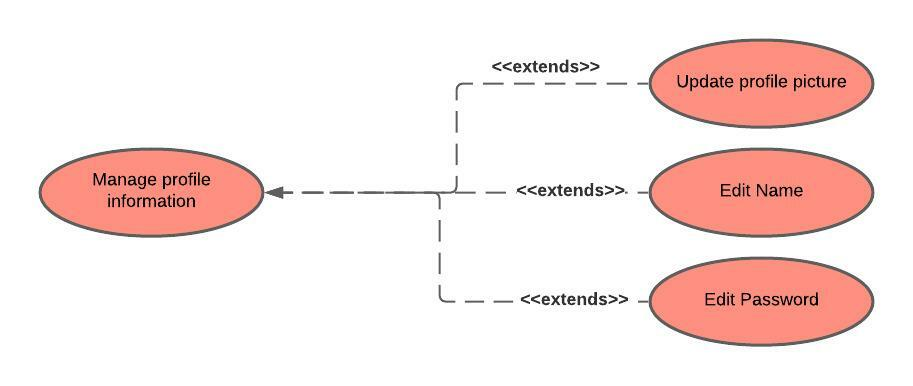 <<extends>>
Update profile picture
Manage profile
information
<<extends>>
Edit Name
<<extends>>
Edit Password